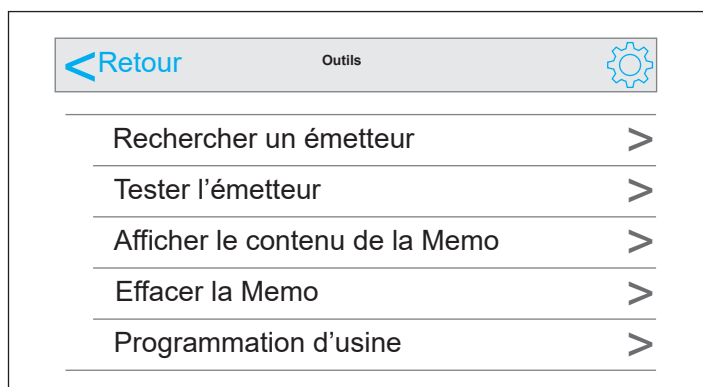 <Retour Outils
Rechercher un émetteur >
Tester l’émetteur >
Afficher le contenu de la Memo >
Effacer la Memo >
Programmation d’usine >